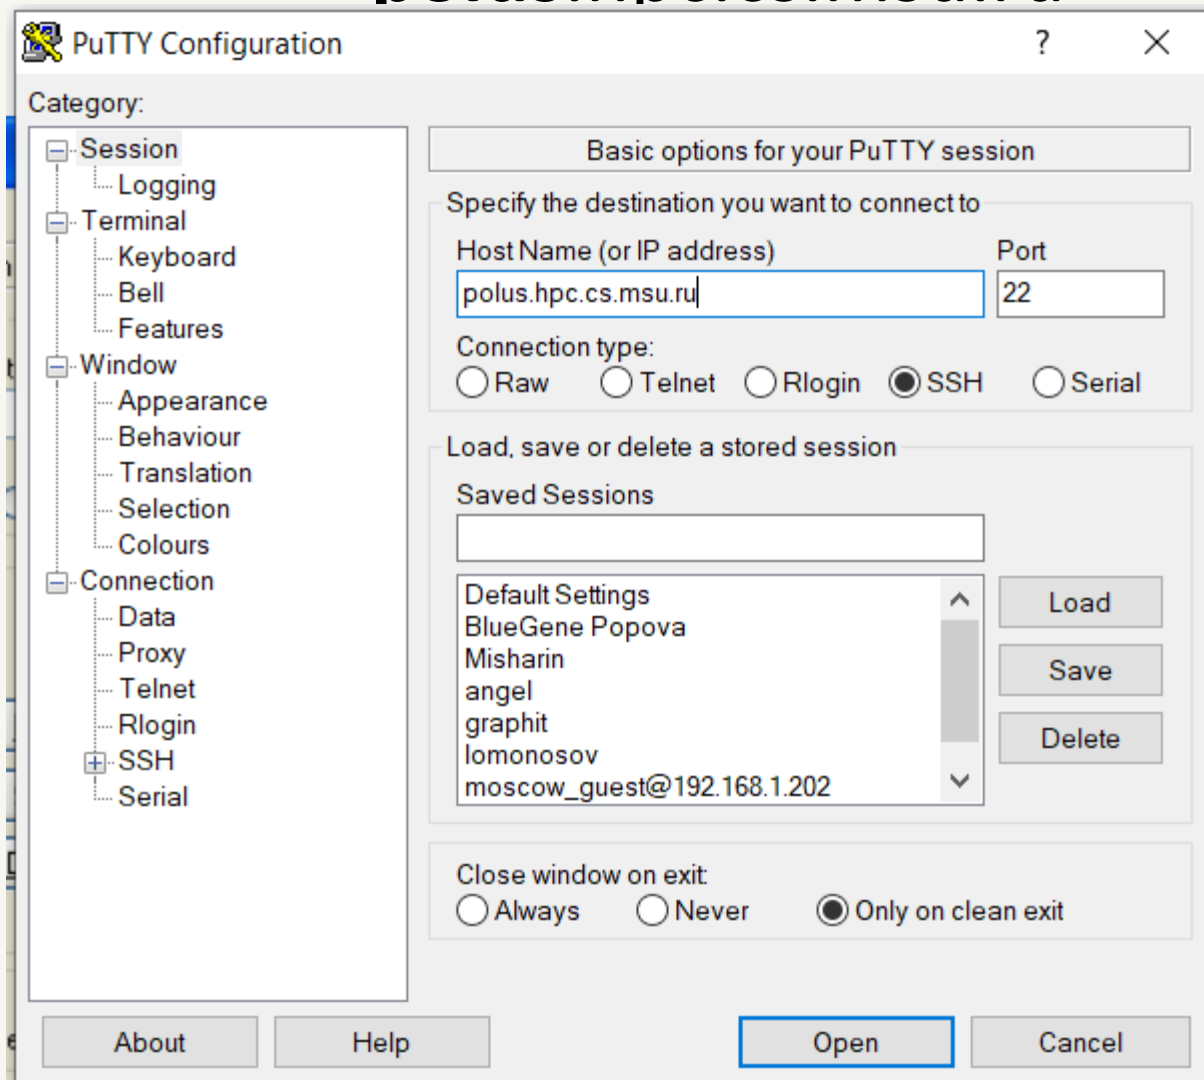 PuTTY Configuration ?
Category:
Session
Logging
Terminal
Keyboard
Bell
Features
Window
Appearance
Behaviour
Translation
Selection
Colours
Connection
Data
Proxy
Telnet
Rlogin
SSH
Serial
Basic options for your PuTTY session
Specify the destination you want to connect to
Host Name (or IP address) Port
polus.hpc.cs.msu.ru 22
Connection type:
Raw Telnet Rlogin SSH Serial
Load, save or delete a stored session
Saved Sessions
Default Settings
BlueGene Popova
Misharin
angel
graphit
lomonosov
moscow_guest@192.168.1.202
Load
Save
Delete
Close window on exit:
Always Never Only on clean exit
About Help Open Cancel